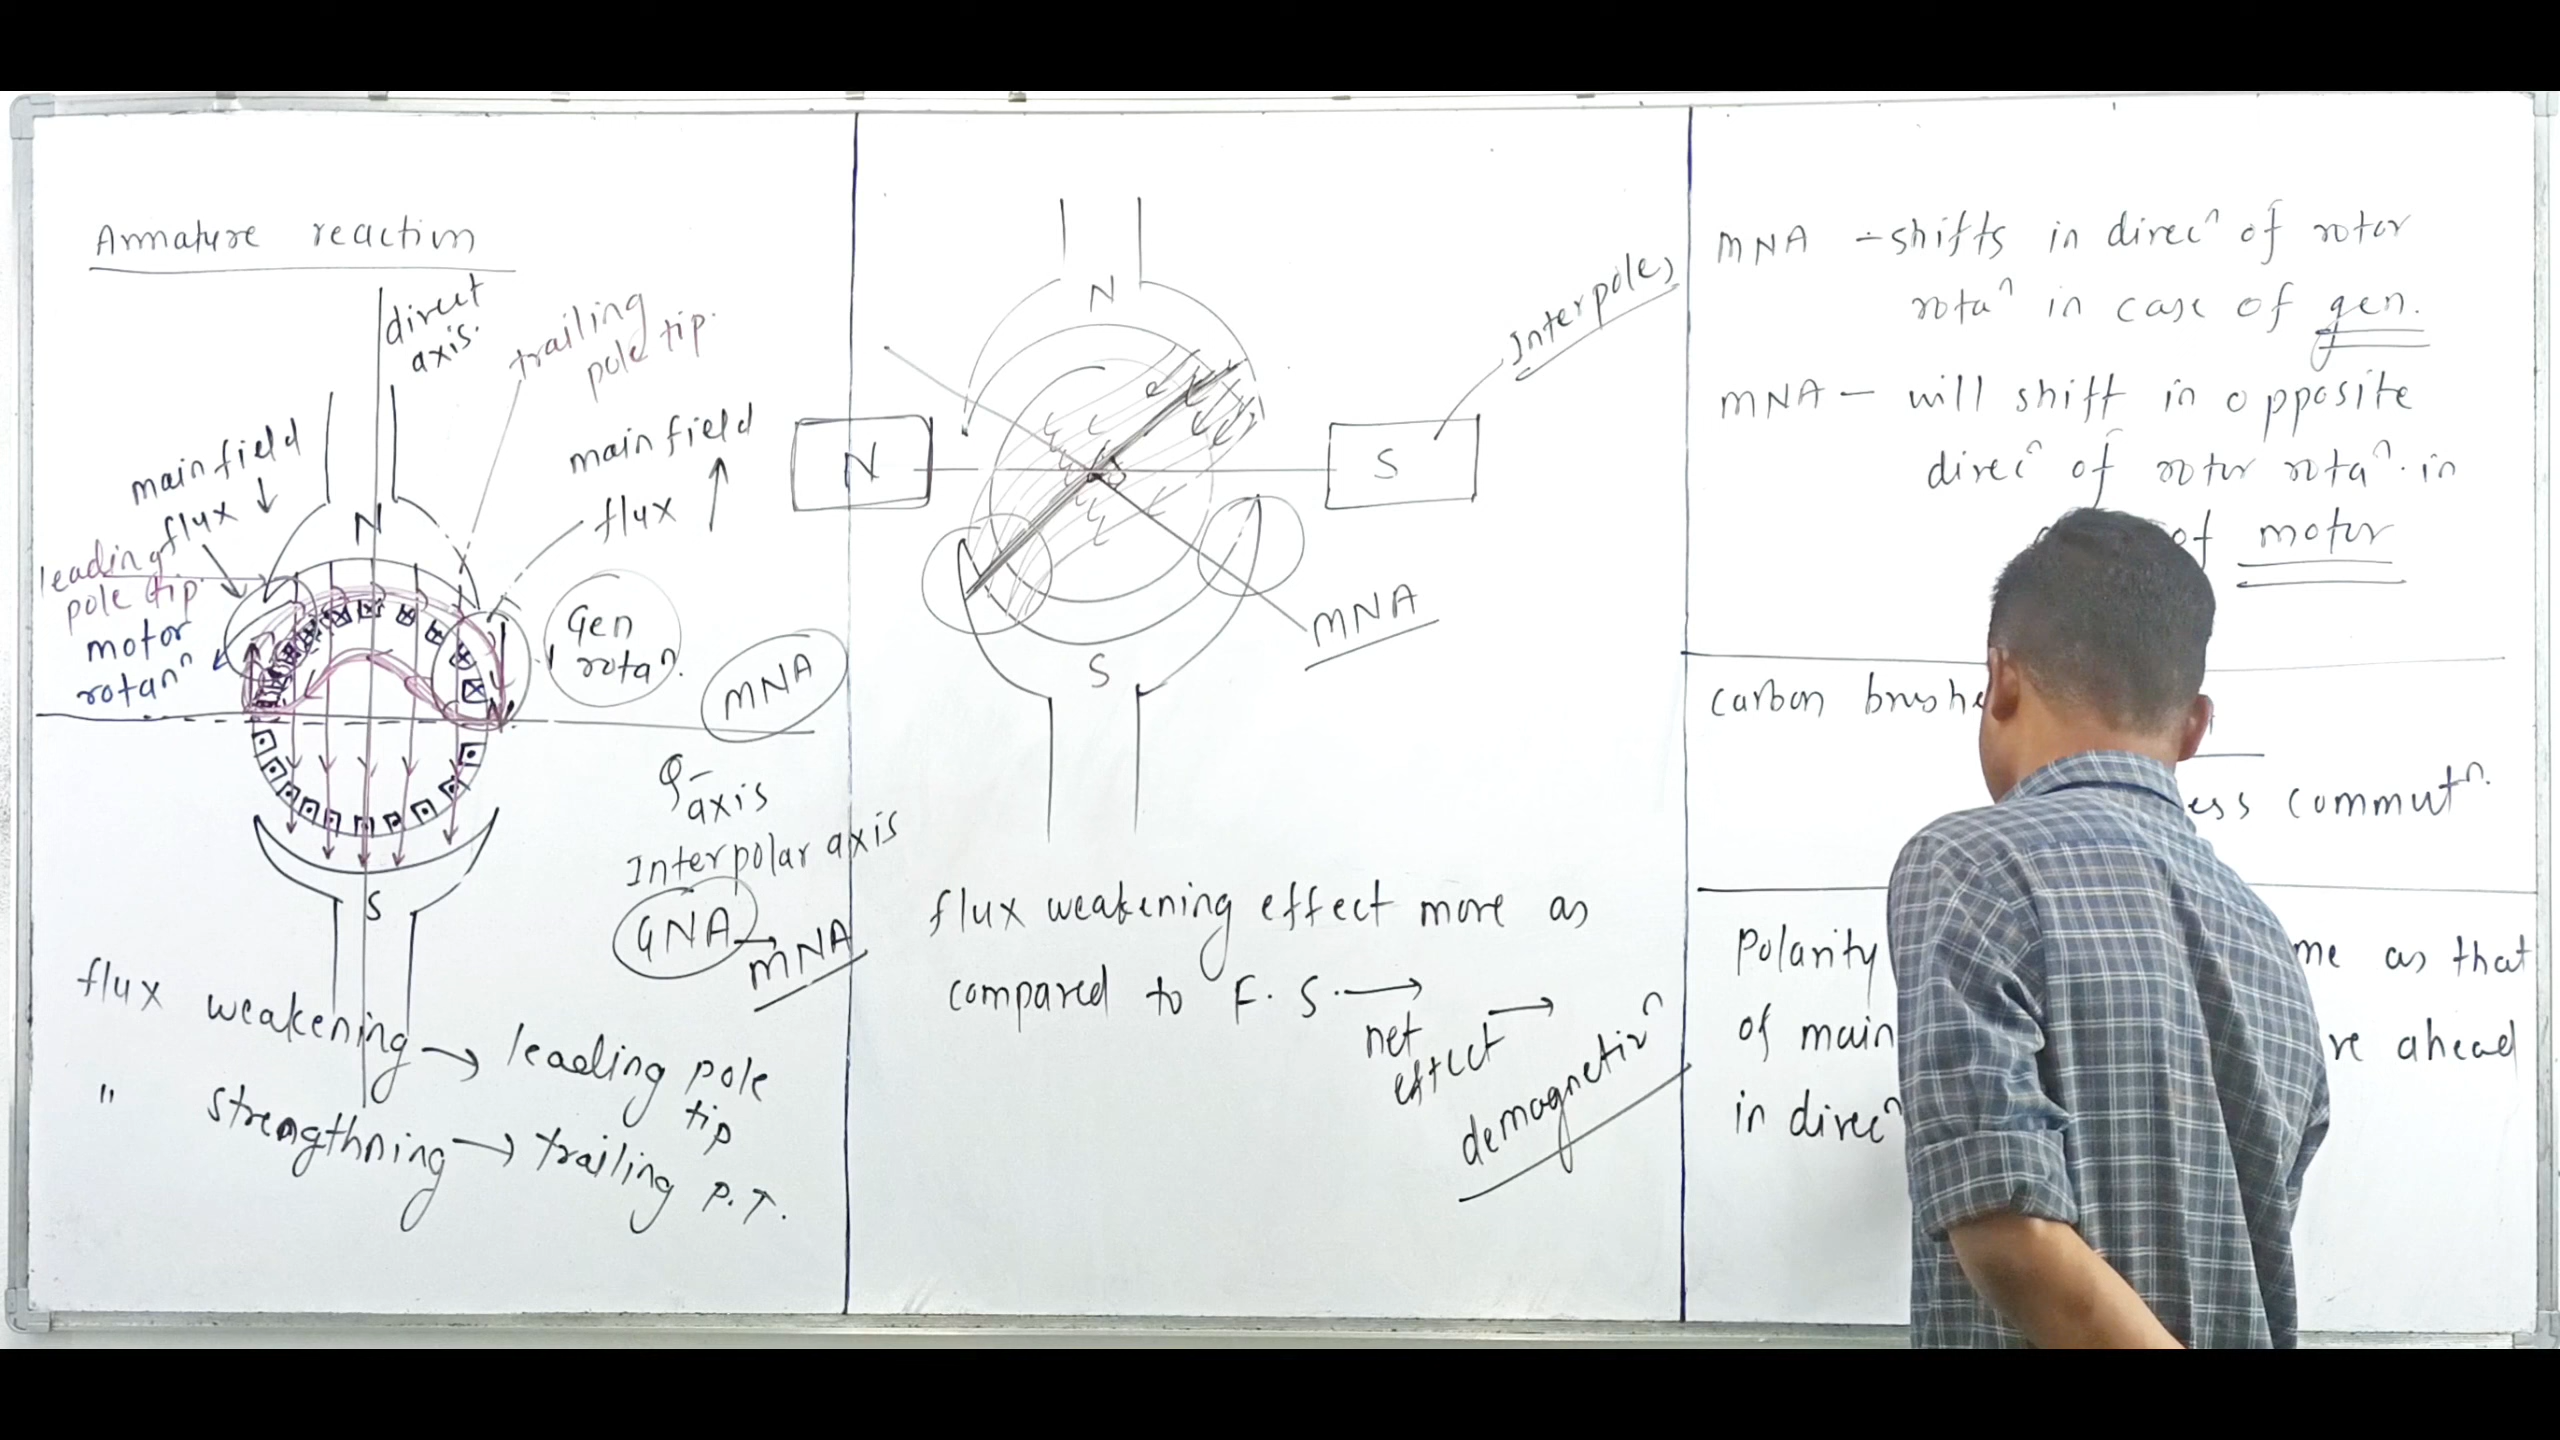 Armature reaction
direct
axis.
trailing
pole tip.
main field
flux ↓
main field
flux ↑
leading
pole tip.
motor
rotanⁿ
N
Gen
rotaⁿ.
MNA
Q-
axis
Interpolar axis
GNA → MNA
S
flux weakening → leading pole
tip
" strengthning → trailing P.T.
N
Interpoles
N
S
MNA
S
flux weakening effect more as
compared to F.S. →
net
effect →
demagnetizⁿ
MNA - shifts in direcⁿ of rotor
rotaⁿ in case of gen.
MNA - will shift in opposite
direcⁿ of rotor rotaⁿ. in
of motor
carbon brushe
ess commutⁿ.
Polarity me as that
of main re ahead
in direcⁿ